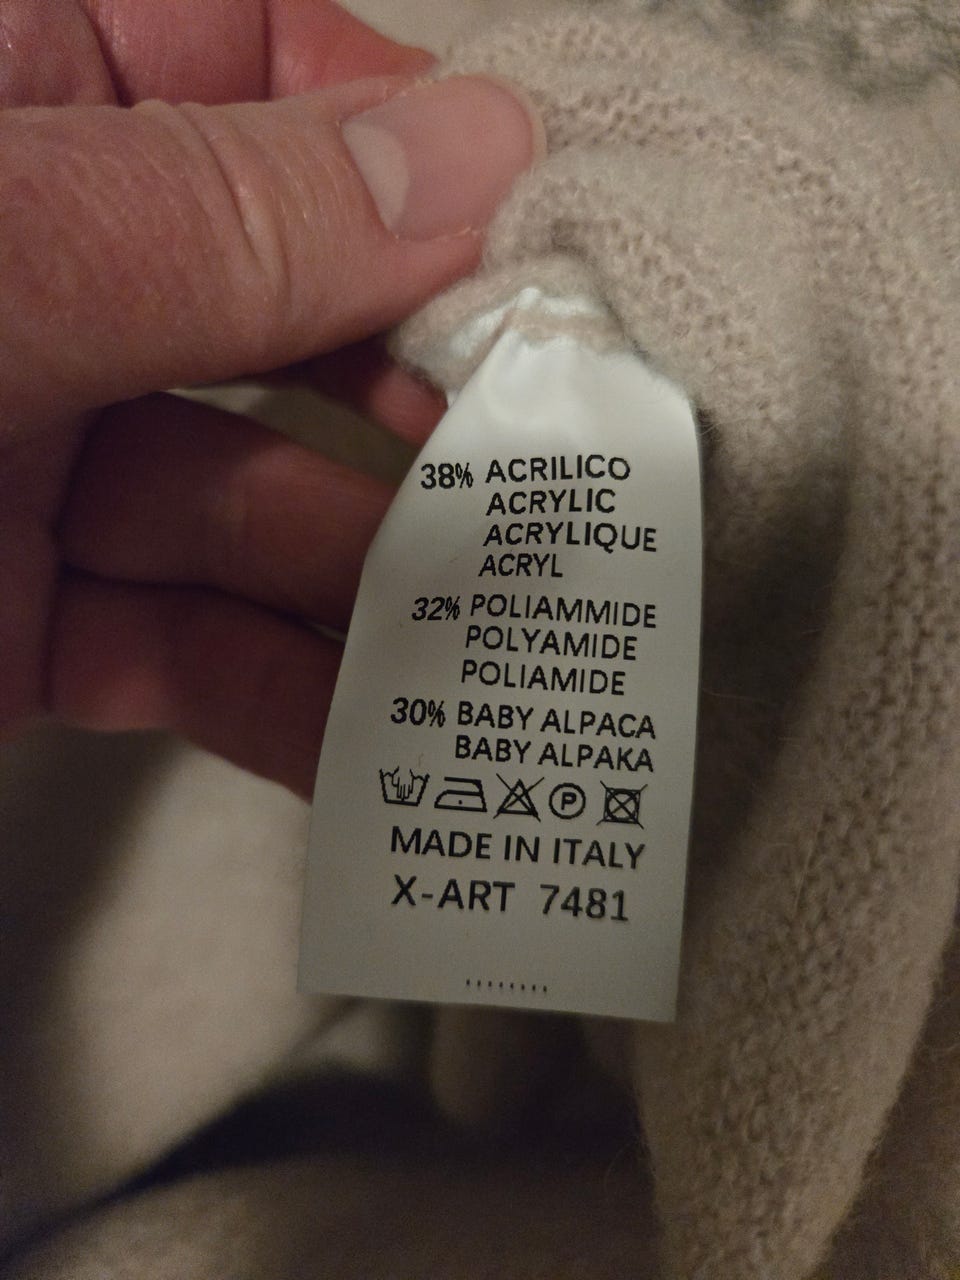 38% ACRILICO
ACRYLIC
ACRYLIQUE
ACRYL
32% POLIAMMIDE
POLYAMIDE
POLIAMIDE
30% BABY ALPACA
BABY ALPAKA
P
MADE IN ITALY
X-ART 7481